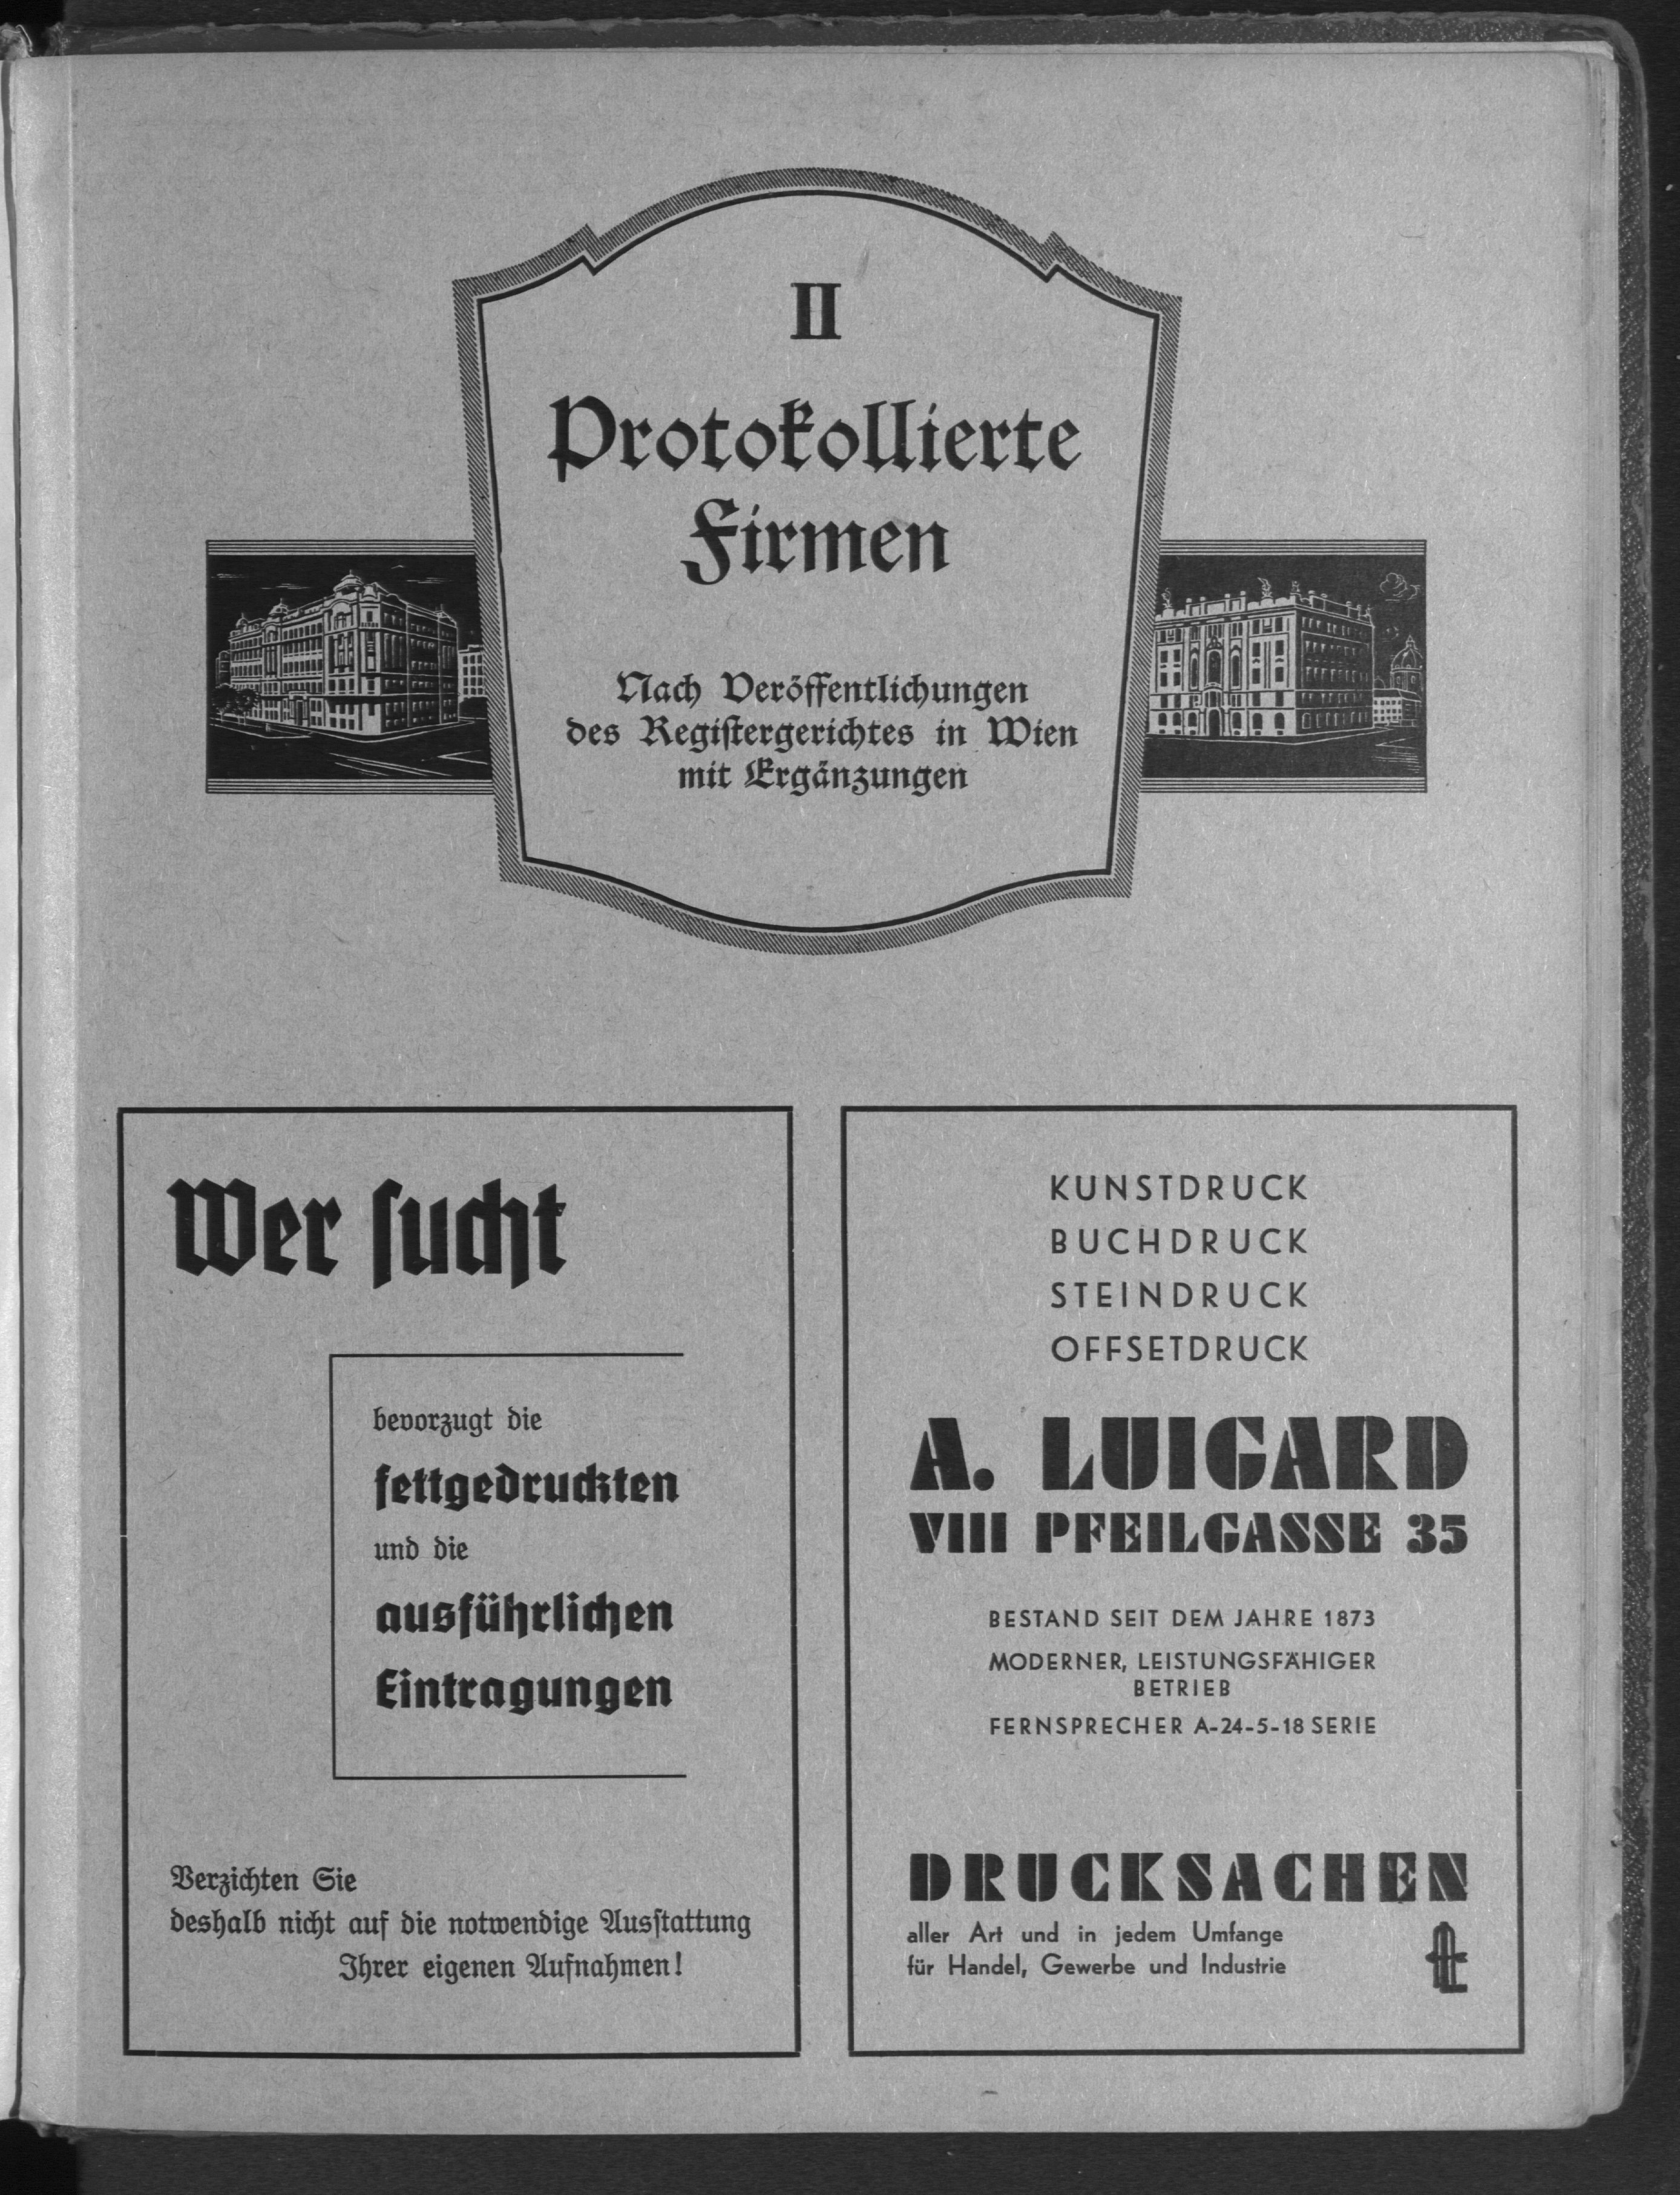 II
Protokollierte
Firmen
Nach Veröffentlichungen
des Registergerichtes in Wien
mit Ergänzungen
Wer sucht
bevorzugt die
fettgedruckten
und die
ausführlichen
Eintragungen
Verzichten Sie
deshalb nicht auf die notwendige Ausstattung
Ihrer eigenen Aufnahmen!
KUNSTDRUCK
BUCHDRUCK
STEINDRUCK
OFFSETDRUCK
A. LUIGARD
VIII PFEILGASSE 35
BESTAND SEIT DEM JAHRE 1873
MODERNER, LEISTUNGSFÄHIGER
BETRIEB
FERNSPRECHER A-24-5-18 SERIE
DRUCKSACHEN
aller Art und in jedem Umfange
für Handel, Gewerbe und Industrie